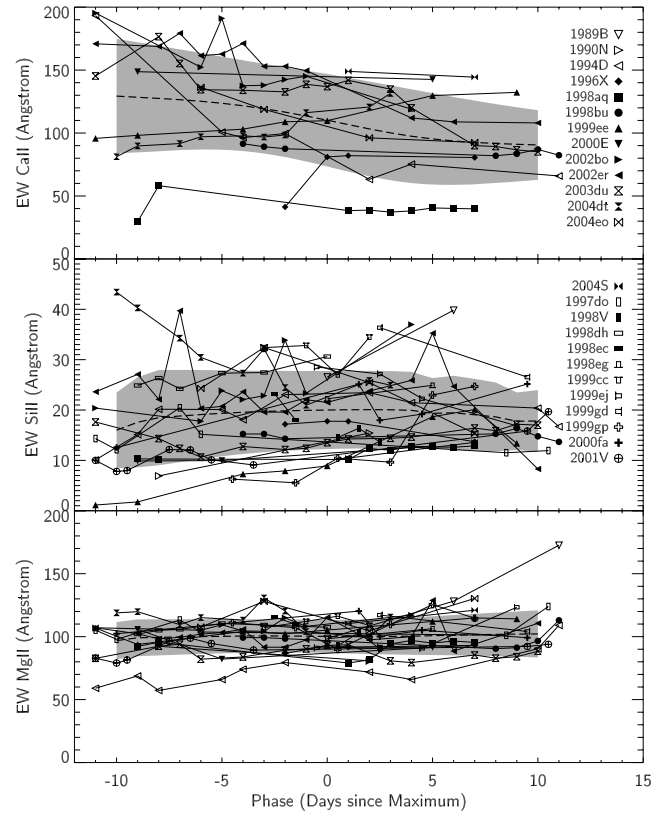 200
150
100
50
0
EW CaII (Angstrom)
1989B
1990N
1994D
1996X
1998aq
1998bu
1999ee
2000E
2002bo
2002er
2003du
2004dt
2004eo
50
40
30
20
10
0
EW SiII (Angstrom)
2004S
1997do
1998V
1998dh
1998ec
1998eg
1999cc
1999ej
1999gd
1999gp
2000fa
2001V
200
150
100
50
0
EW MgII (Angstrom)
-10 -5 0 5 10 15
Phase (Days since Maximum)